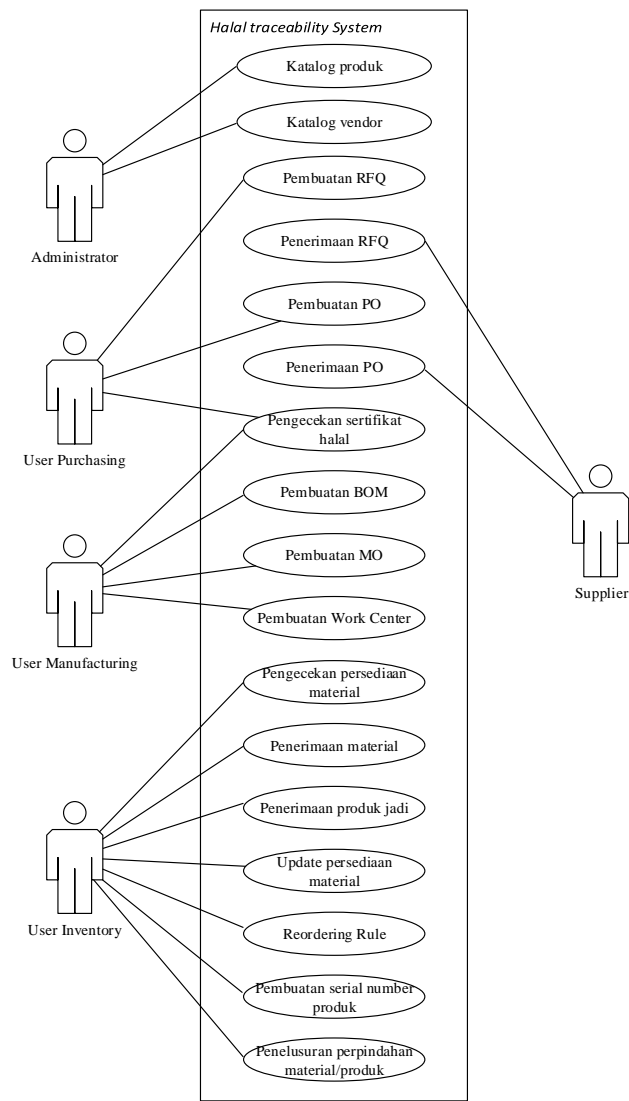 Halal traceability System
Katalog produk
Katalog vendor
Pembuatan RFQ
Penerimaan RFQ
Administrator
Pembuatan PO
Penerimaan PO
User Purchasing
Pengecekan sertifikat
halal
Pembuatan BOM
Pembuatan MO
Supplier
Pembuatan Work Center
User Manufacturing
Pengecekan persediaan
material
Penerimaan material
Penerimaan produk jadi
Update persediaan
material
User Inventory
Reordering Rule
Pembuatan serial number
produk
Penelusuran perpindahan
material/produk